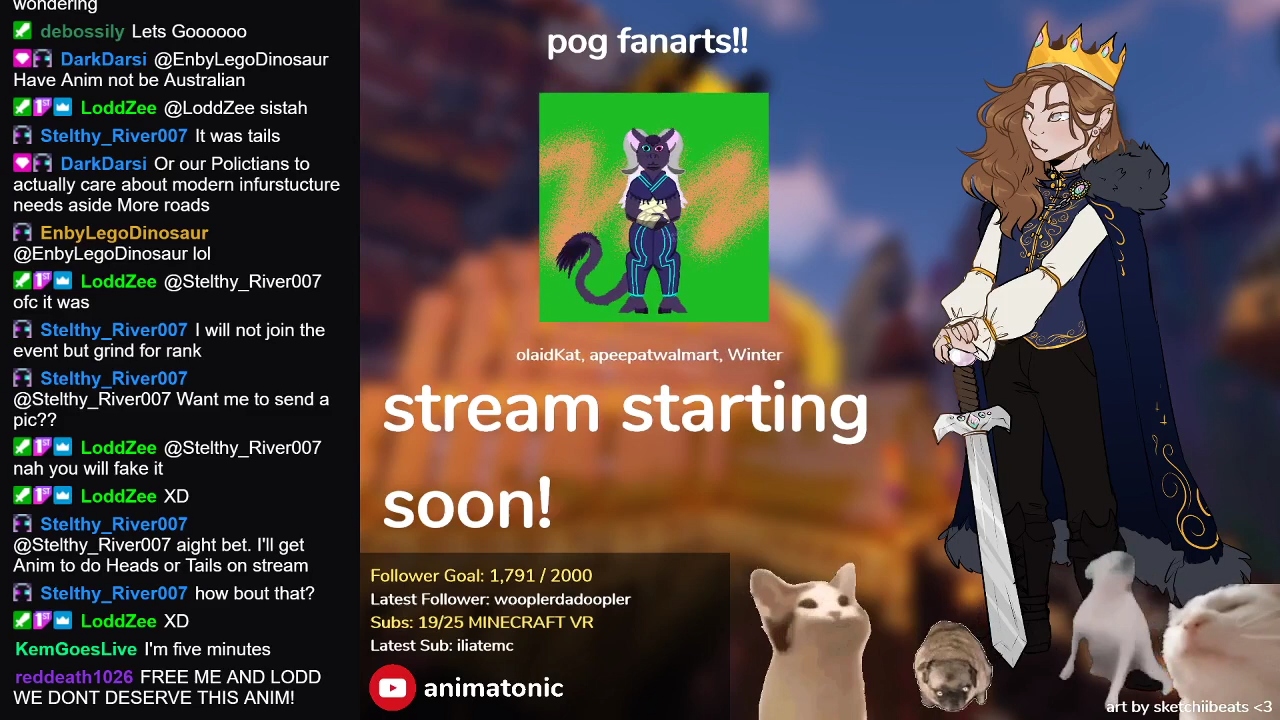 wondering
debossily Lets Goooooo
DarkDarsi @EnbyLegoDinosaur
Have Anim not be Australian
LoddZee @LoddZee sistah
Stelthy_River007 It was tails
DarkDarsi Or our Polictians to
actually care about modern infurstucture
needs aside More roads
EnbyLegoDinosaur
@EnbyLegoDinosaur lol
LoddZee @Stelthy_River007
ofc it was
Stelthy_River007 I will not join the
event but grind for rank
Stelthy_River007
@Stelthy_River007 Want me to send a
pic??
LoddZee @Stelthy_River007
nah you will fake it
LoddZee XD
Stelthy_River007
@Stelthy_River007 aight bet. I'll get
Anim to do Heads or Tails on stream
Stelthy_River007 how bout that?
LoddZee XD
KemGoesLive I'm five minutes
reddeath1026 FREE ME AND LODD
WE DONT DESERVE THIS ANIM!
pog fanarts!!
olaidKat, apeepatwalmart, Winter
stream starting
soon!
Follower Goal: 1,791 / 2000
Latest Follower: wooplerdadoopler
Subs: 19/25 MINECRAFT VR
Latest Sub: iliatemc
animatonic
art by sketchiibeats <3